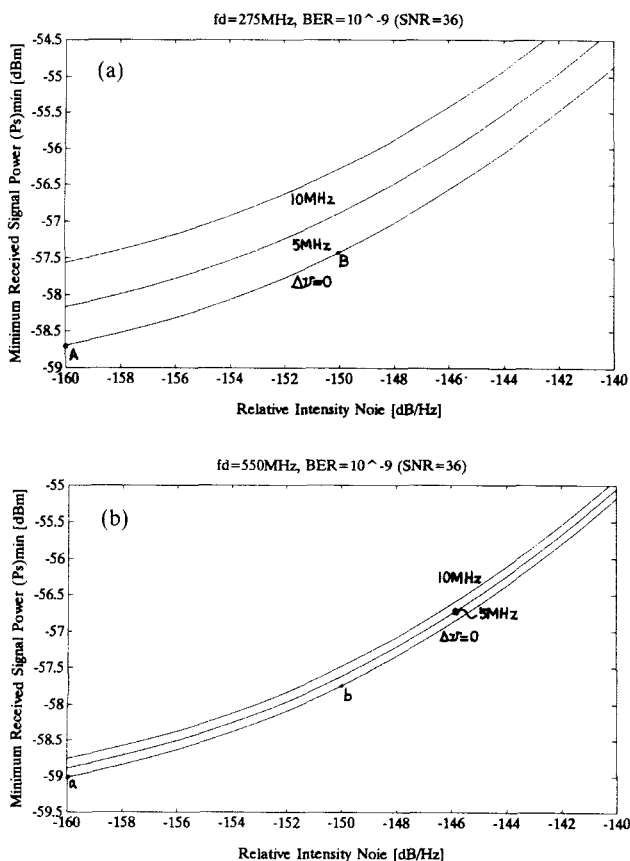 fd=275MHz, BER=10^-9 (SNR=36)
(a)
Minimum Received Signal Power (Ps)min [dBm]
-54.5
-55
-55.5
-56
-56.5
-57
-57.5
-58
-58.5
-59
10MHz
5MHz
B
Δν=0
A
-160 -158 -156 -154 -152 -150 -148 -146 -144 -142 -140
Relative Intensity Noie [dB/Hz]
fd=550MHz, BER=10^-9 (SNR=36)
(b)
Minimum Received Signal Power (Ps)min [dBm]
-55
-55.5
-56
-56.5
-57
-57.5
-58
-58.5
-59
-59.5
10MHz
5MHz
Δν=0
b
a
-160 -158 -156 -154 -152 -150 -148 -146 -144 -142 -140
Relative Intensity Noie [dB/Hz]